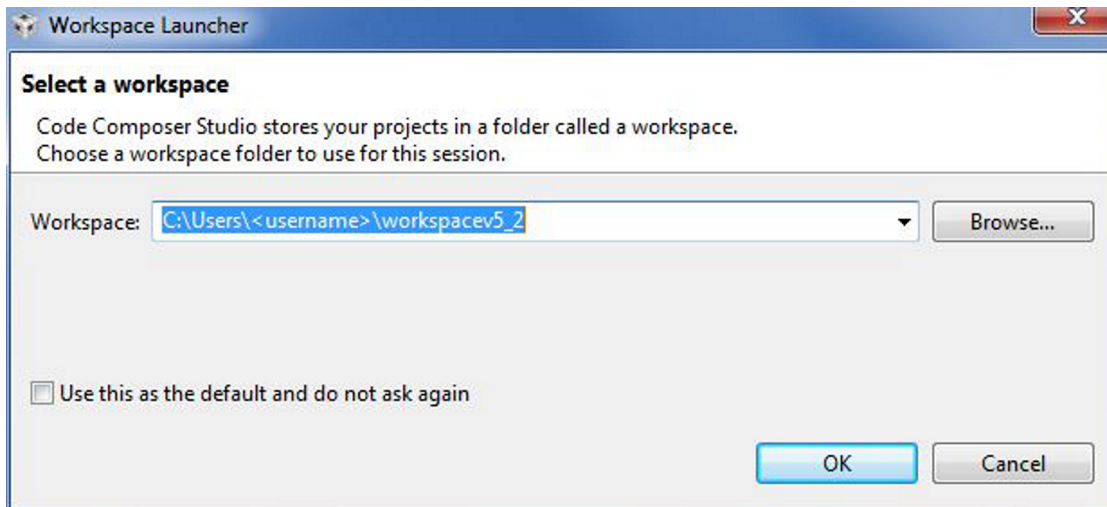 Workspace Launcher
Select a workspace
Code Composer Studio stores your projects in a folder called a workspace.
Choose a workspace folder to use for this session.
Workspace: C:\Users\<username>\workspacev5_2 Browse...
Use this as the default and do not ask again
OK Cancel